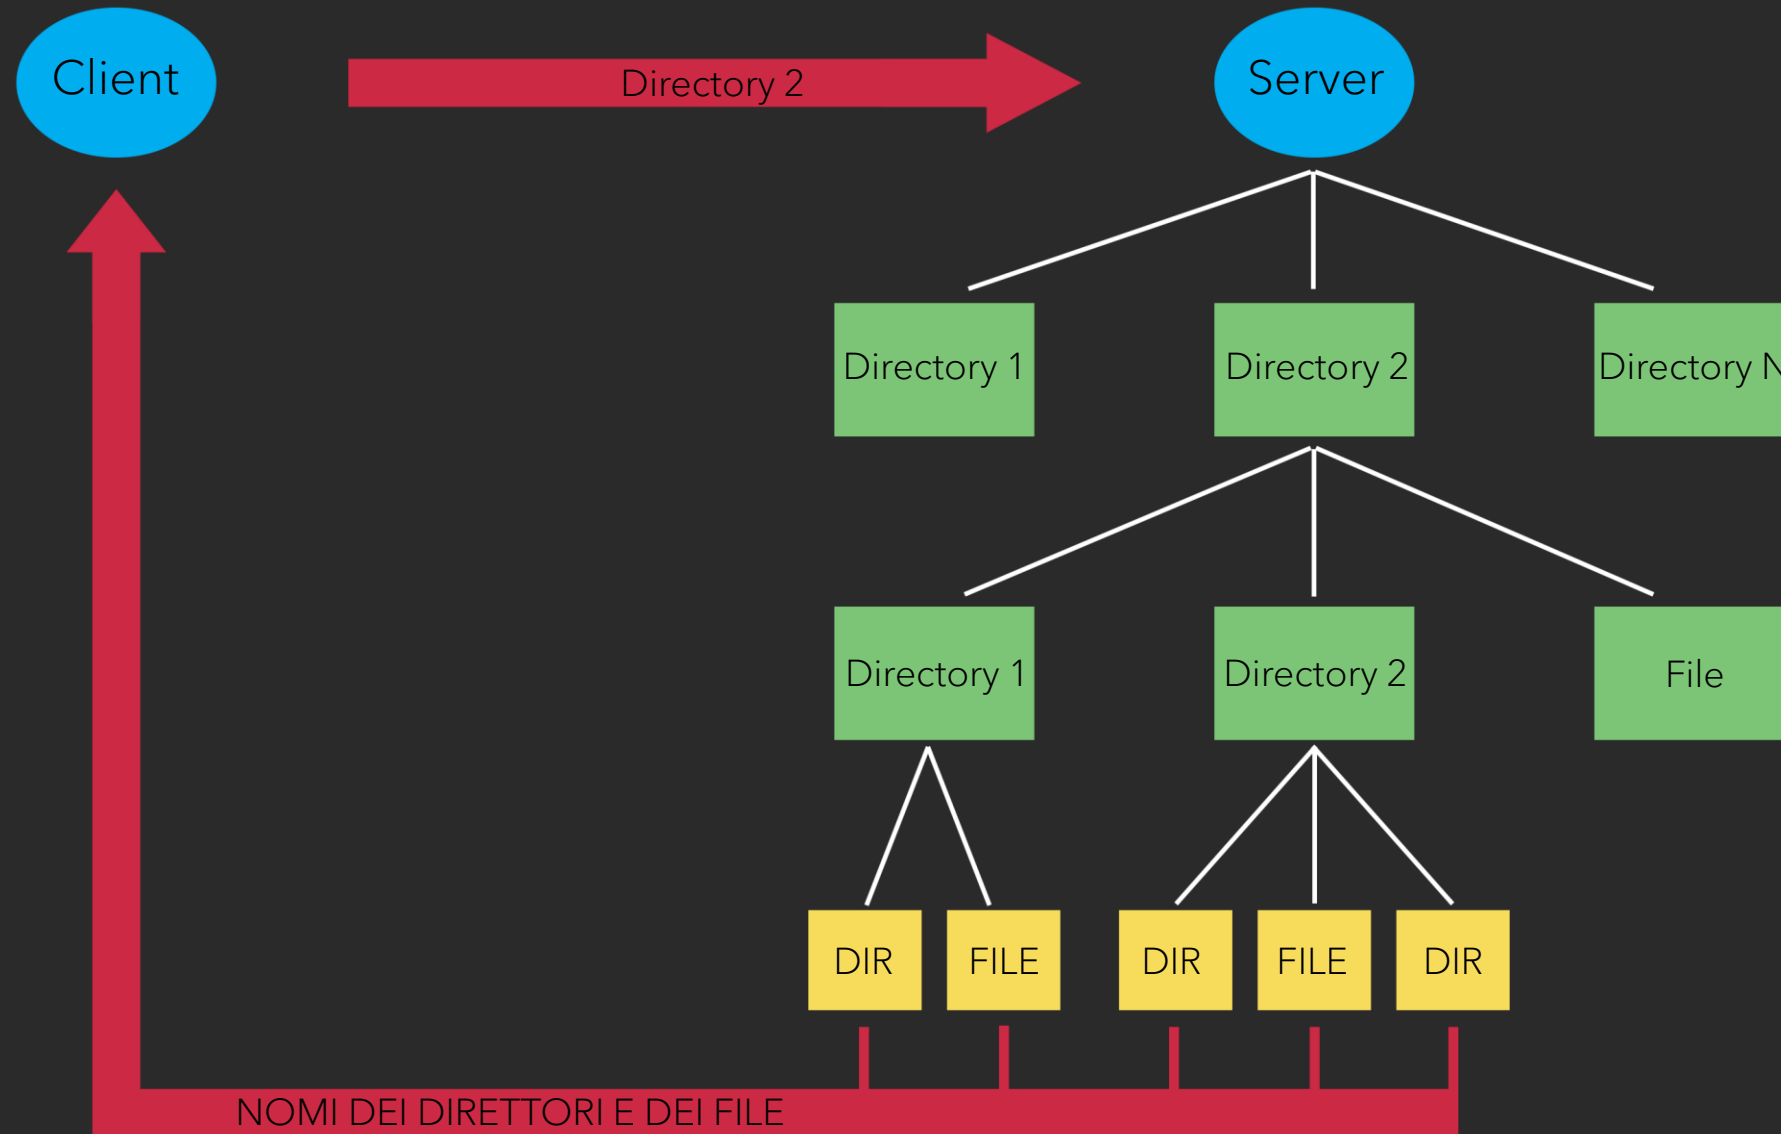 Client
Directory 2
Server
Directory 1
Directory 2
Directory N
Directory 1
Directory 2
File
DIR
FILE
DIR
FILE
DIR
NOMI DEI DIRETTORI E DEI FILE